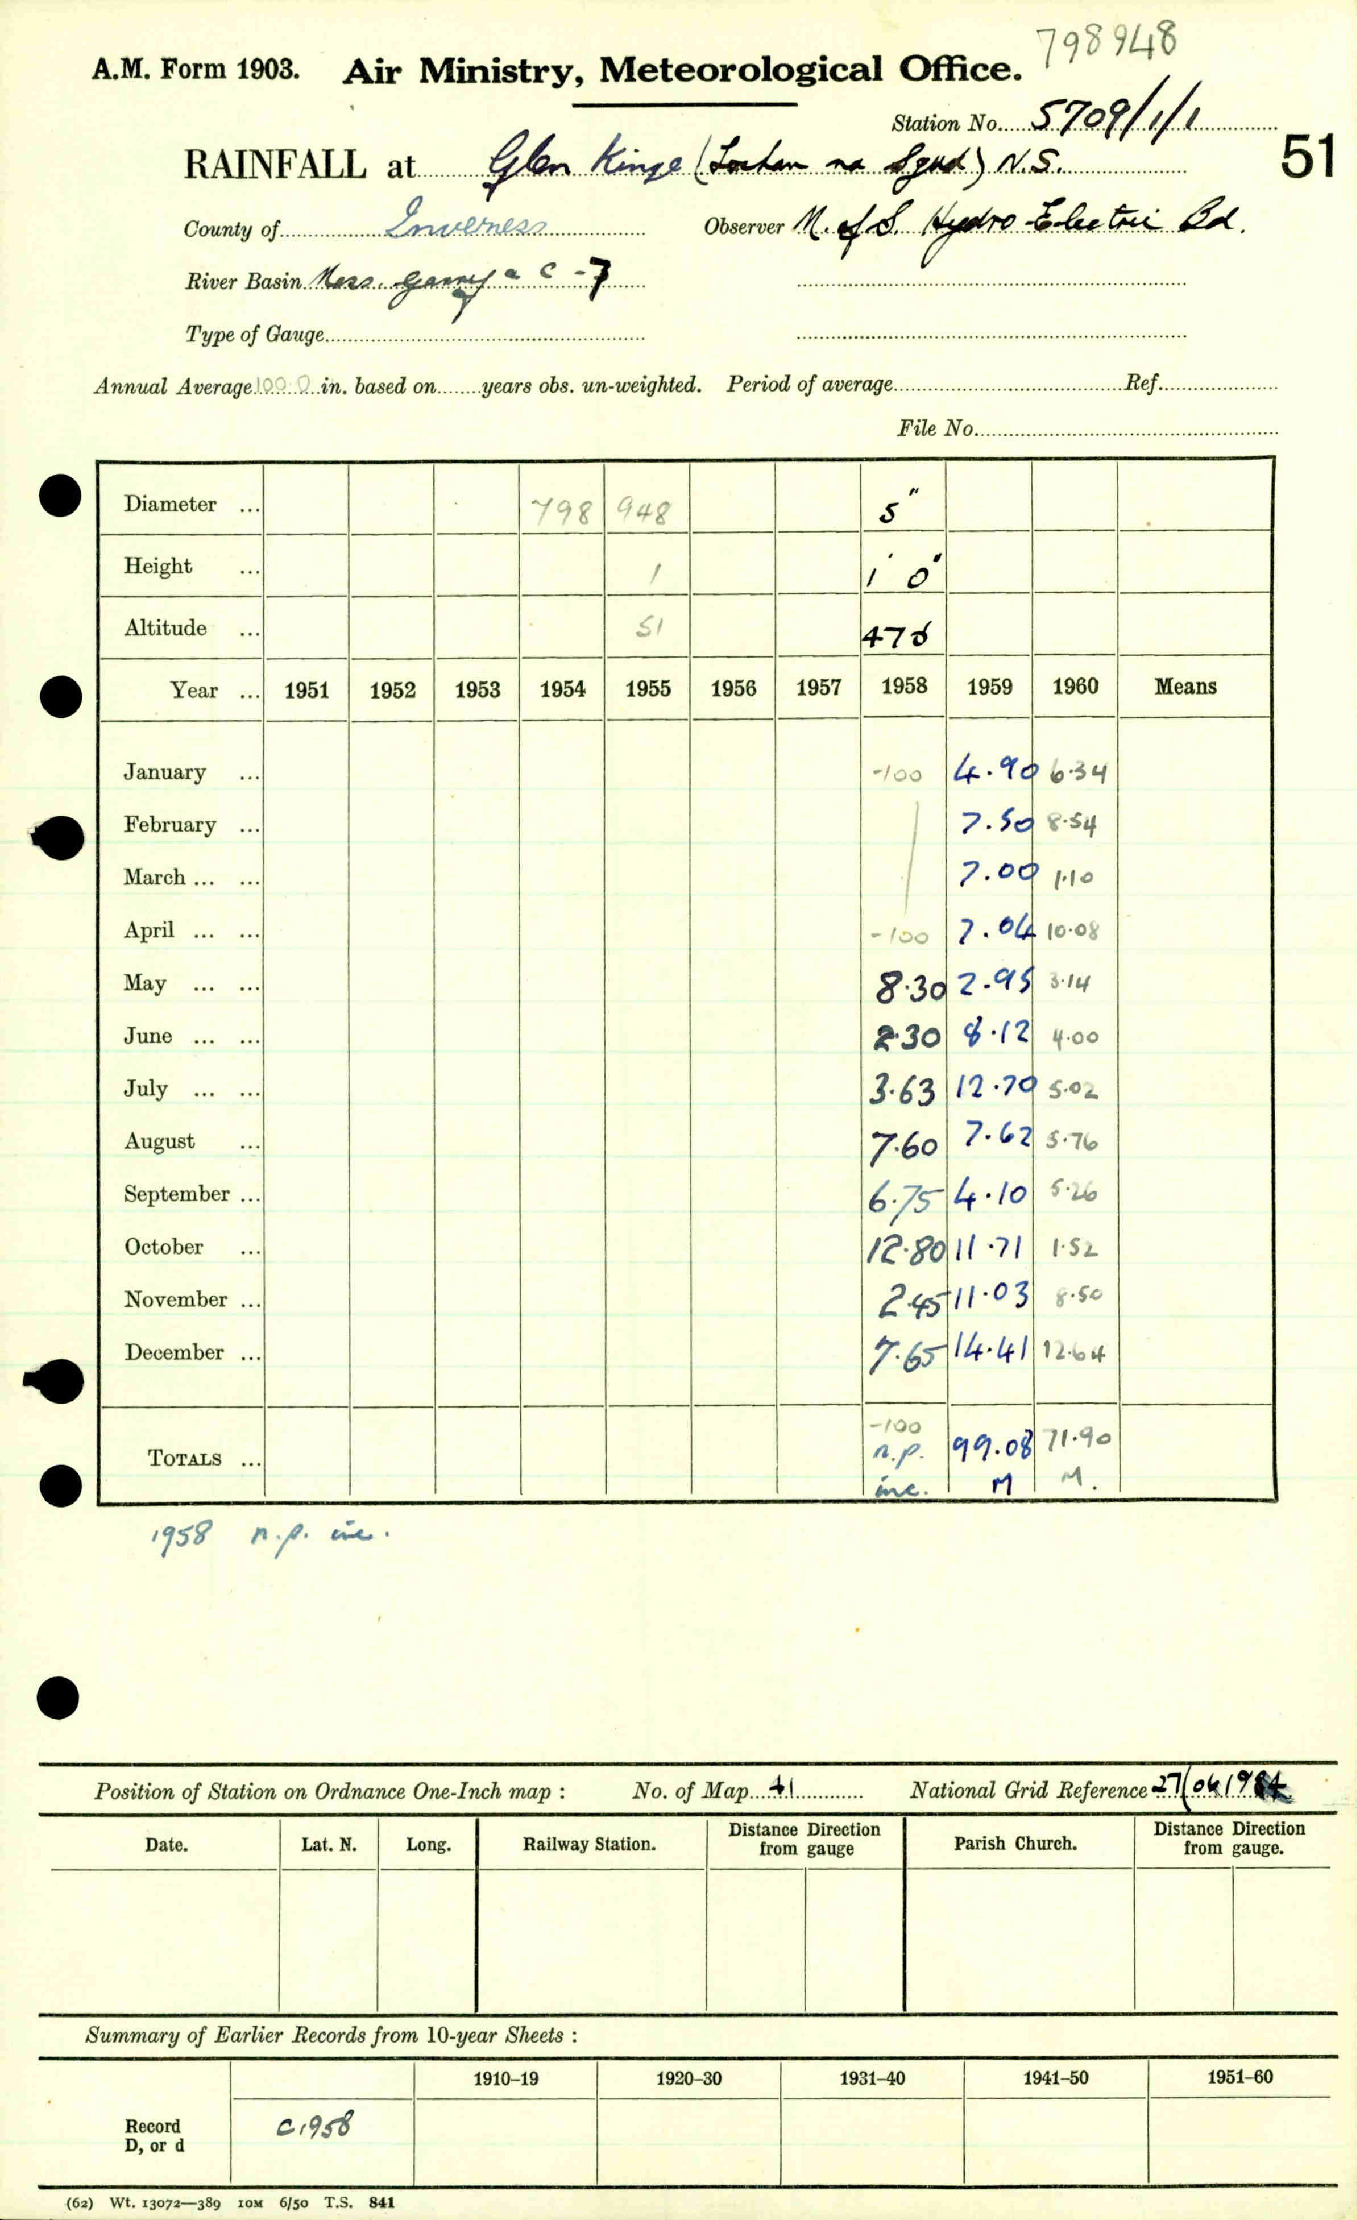 798948
A.M. Form 1903. Air Ministry, Meteorological Office.
Station No. 5709/1/1
51
RAINFALL at Glen Kinge (Lochan na Sgud) N.S.
County of Inverness Observer N. of S. Hydro-Electric Bd.
River Basin Ness. Garry a C - 7
Type of Gauge
Annual Average 100.0 in. based on years obs. un-weighted. Period of average Ref.
File No.
Diameter ... 798 948 5"
Height ... 1 1' 0"
Altitude ... 51 470
Year ... 1951 1952 1953 1954 1955 1956 1957 1958 1959 1960 Means
January ... -100 4.90 6.34
February ... 7.50 8.54
March ... ... 7.00 1.10
April ... ... -100 7.04 10.08
May ... ... 8.30 2.95 3.14
June ... ... 2.30 8.12 4.00
July ... ... 3.63 12.70 5.02
August ... 7.60 7.62 5.76
September ... 6.75 4.10 5.26
October ... 12.80 11.71 1.52
November ... 2.45 11.03 8.50
December ... 7.65 14.41 12.64
-100
TOTALS ... n.p. 99.08 71.90
inc. M M.
1958 n.p. inc.
Position of Station on Ordnance One-Inch map : No. of Map 41 National Grid Reference 27/041984
Date. Lat. N. Long. Railway Station. Distance from Direction gauge Parish Church. Distance from Direction gauge.
Summary of Earlier Records from 10-year Sheets :
1910–19 1920–30 1931–40 1941–50 1951–60
Record D, or d C1958
(62) Wt. 13072—389 10M 6/50 T.S. 841